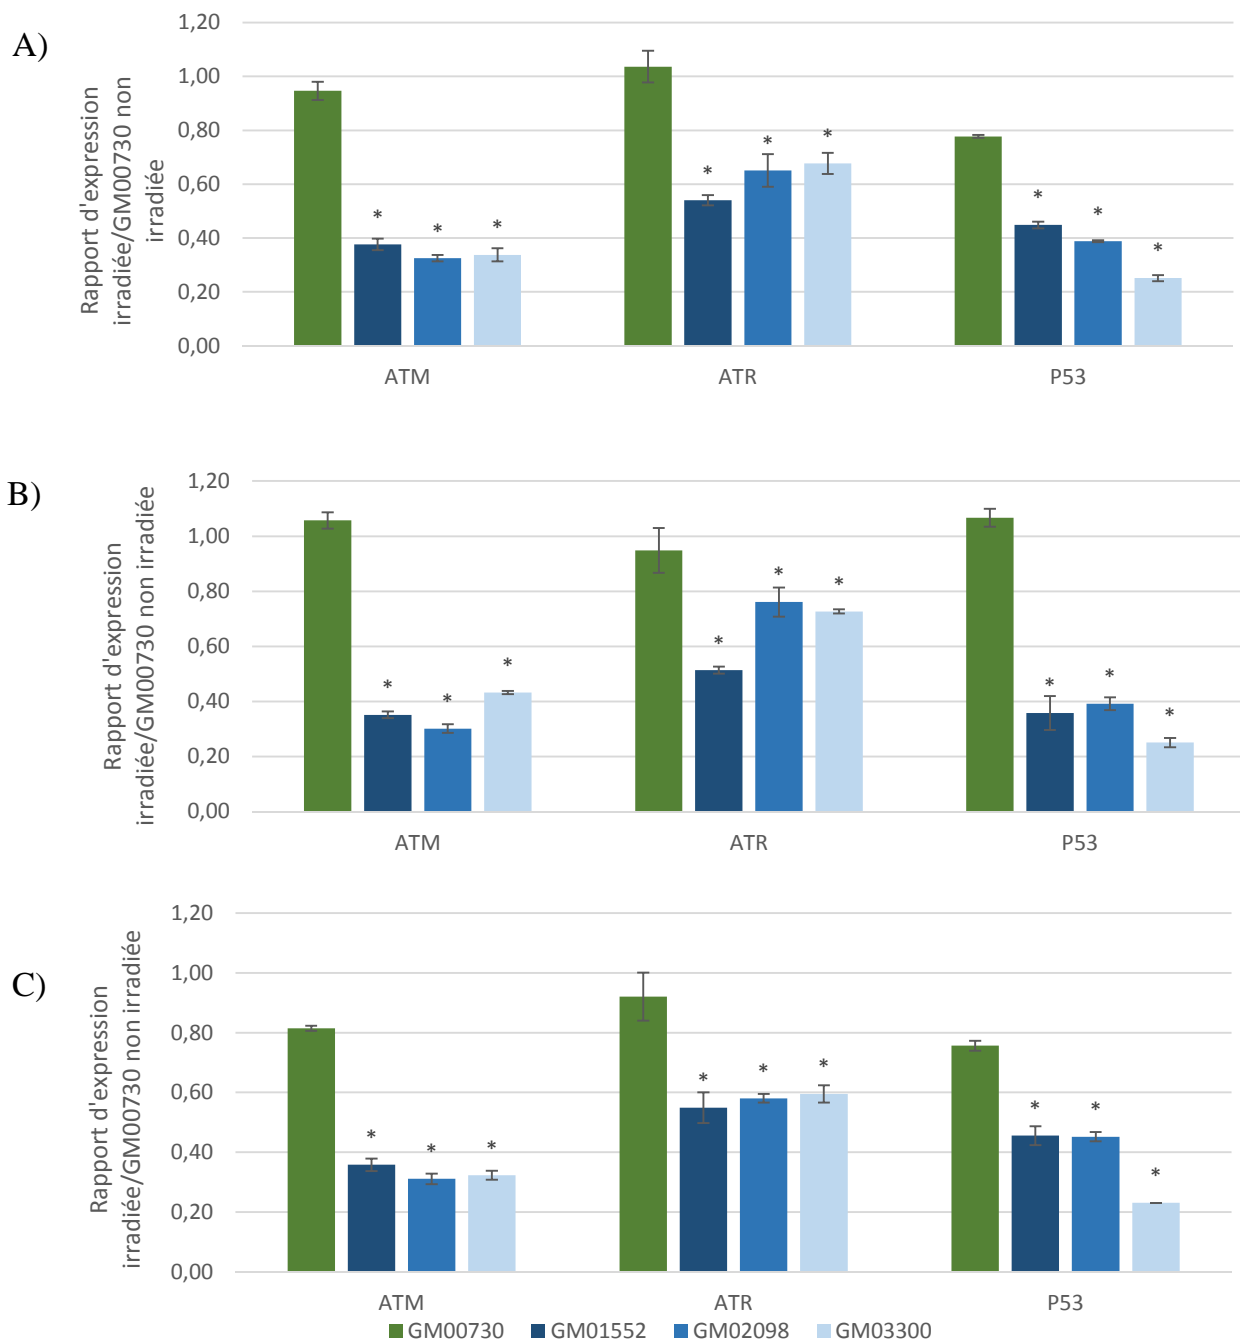 A)
Rapport d'expression
irradiée/GM00730 non
irradiée
1,20
1,00
0,80
0,60
0,40
0,20
0,00
* * *
* * *
* * *
ATM ATR P53
B)
Rapport d'expression
irradiée/GM00730 non irradiée
1,20
1,00
0,80
0,60
0,40
0,20
0,00
* * *
* * *
* * *
ATM ATR P53
C)
Rapport d'expression
irradiée/GM00730 non irradiée
1,20
1,00
0,80
0,60
0,40
0,20
0,00
* * *
* * *
* * *
ATM ATR P53
GM00730 GM01552 GM02098 GM03300